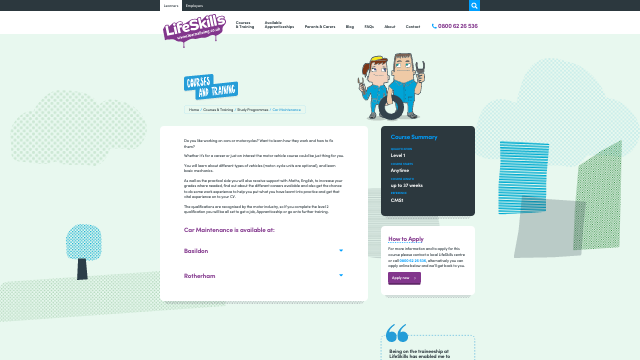 Learners Employers
LifeSkills
www.lifeskills-uk.co.uk
Courses
& Training
Available
Apprenticeships
Parents & Carers
Blog
FAQs
About
Contact
0800 62 26 536
COURSES
AND TRAINING
Home / Courses & Training / Study Programmes / Car Maintenance
Do you like working on cars or motorcycles? Want to learn how they work and how to fix
them?
Whether it's for a career or just an interest the motor vehicle course could be just thing for you.
You will learn about different types of vehicles (motor cycle units are optional), and learn
basic mechanics.
As well as the practical side you will also receive support with Maths, English, to increase your
grades where needed, find out about the different careers available and also get the chance
to do some work experience to help you put what you have learnt into practice and get that
vital experience on to your CV.
The qualifications are recognised by the motor industry, so if you complete the level 2
qualification you will be all set to get a job, Apprenticeship or go onto further training.
Car Maintenance is available at:
Basildon
Rotherham
Course Summary
Level 1
Anytime
up to 37 weeks
CMS1
How to Apply
For more information and to apply for this
course please contact a local LifeSkills centre
or call 0800 62 26 536, alternatively you can
apply online below and we'll get back to you.
Apply now
Being on the traineeship at
LifeSkills has enabled me to